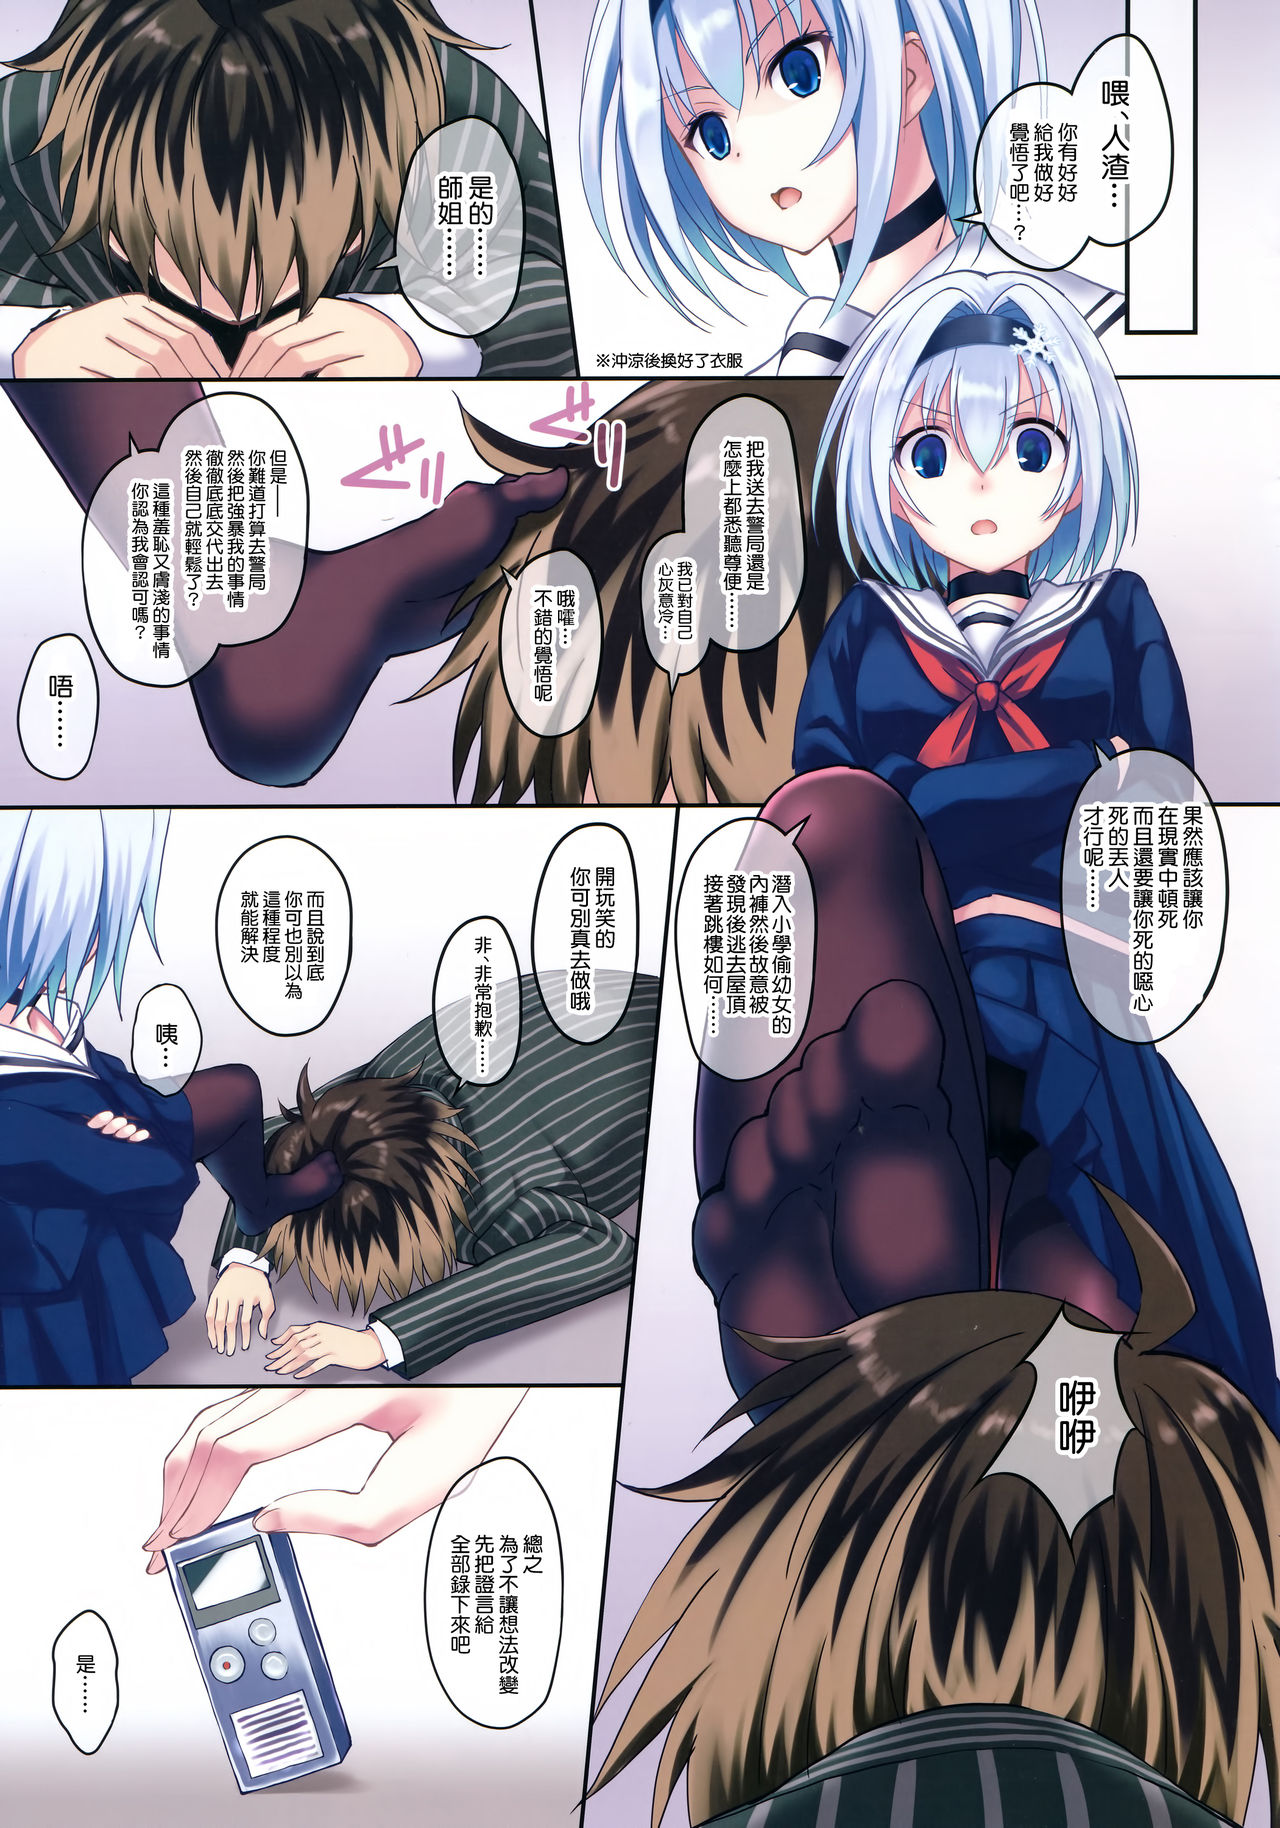 喂、人渣…
你有好好
給我做好
覺悟了吧…？
是的……
師姐……
※沖涼後換好了衣服
把我送去警局還是
怎麼上都悉聽尊便……
我已對自己
心灰意冷…
哦嚯…
不錯的覺悟呢
但是——
你難道打算去警局
然後把強暴我的事情
徹徹底底交代出去
然後自己就輕鬆了？
這種羞恥又膚淺的事情
你認為我會認可嗎？
唔……
果然應該讓你
在現實中頓死
而且還要讓你死的噁心
死的丟人
才行呢……
潛入小學偷幼女的
內褲然後故意被
發現後逃去屋頂
接著跳樓如何……
咿咿
開玩笑的
你可別真去做哦
非、非常抱歉……
而且說到底
你可也別以為
這種程度
就能解決
咦…
總之
為了不讓想法改變
先把證言給
全部錄下來吧
是……